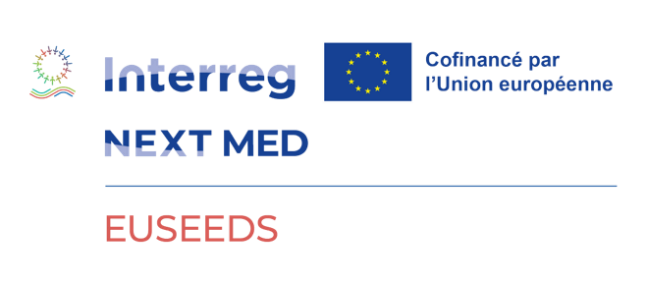 Interreg
Cofinancé par
l'Union européenne
NEXT MED
EUSEEDS